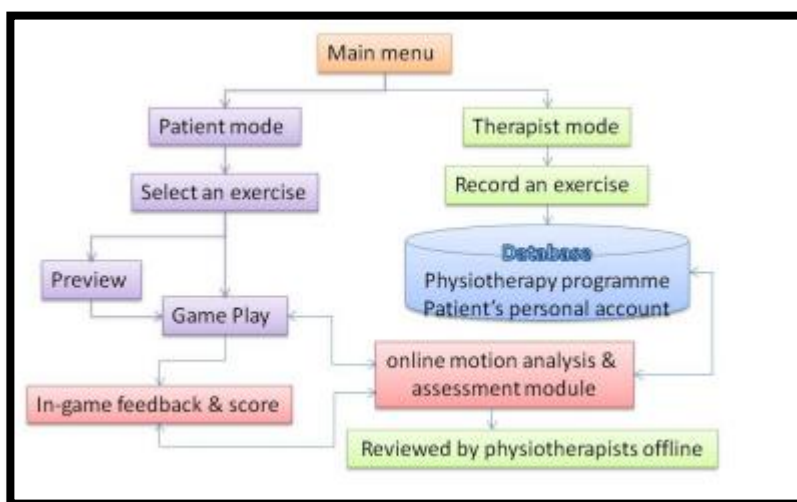 Main menu
Patient mode
Therapist mode
Select an exercise
Record an exercise
Database
Physiotherapy programme
Patient's personal account
Preview
Game Play
online motion analysis &
assessment module
In-game feedback & score
Reviewed by physiotherapists offline